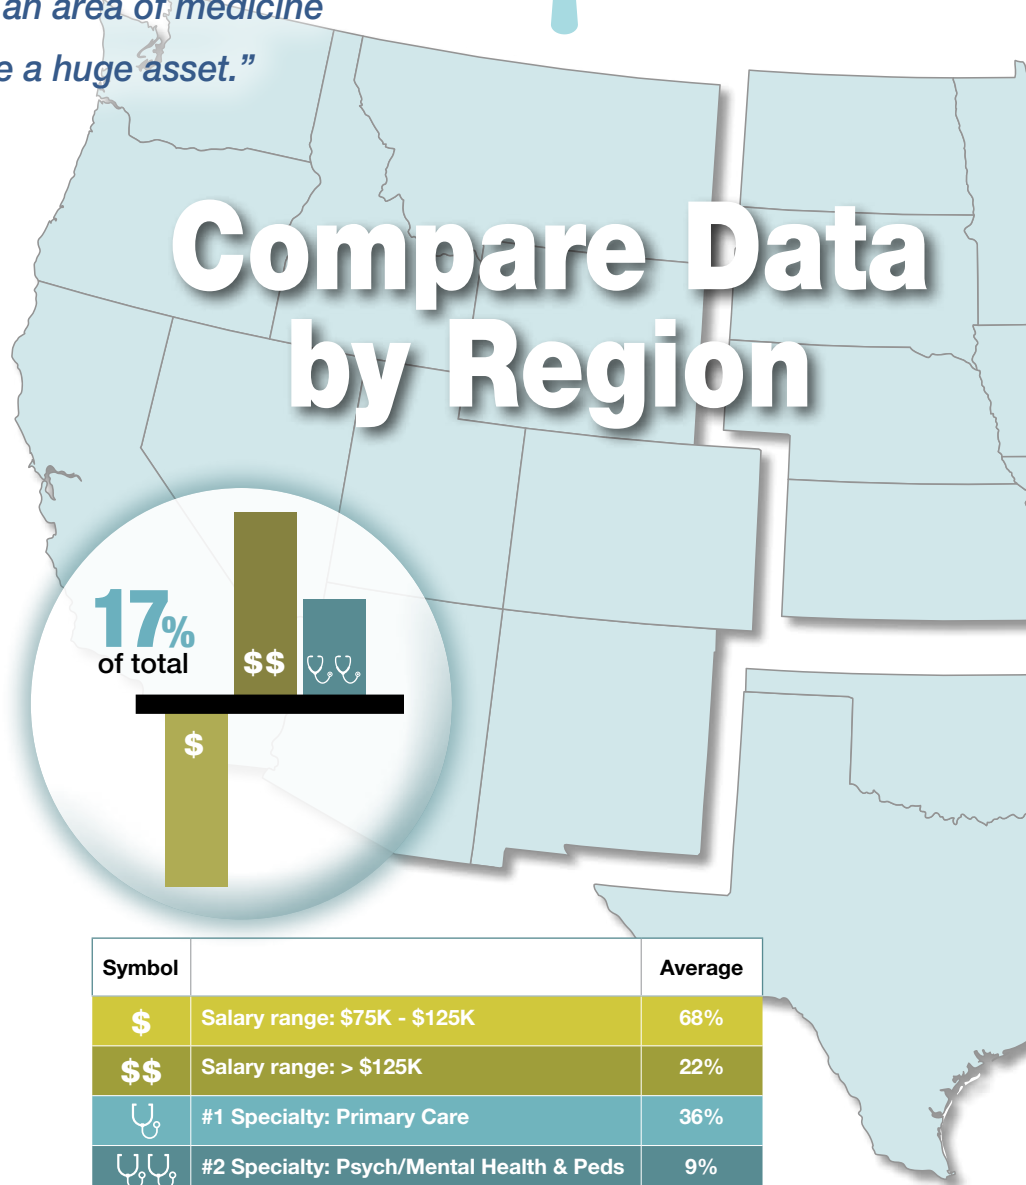 an area of medicine
e a huge asset.”
Compare Data
by Region
17%
of total
$$
$
Symbol Average
$ Salary range: $75K - $125K 68%
$$ Salary range: > $125K 22%
#1 Specialty: Primary Care 36%
#2 Specialty: Psych/Mental Health & Peds 9%